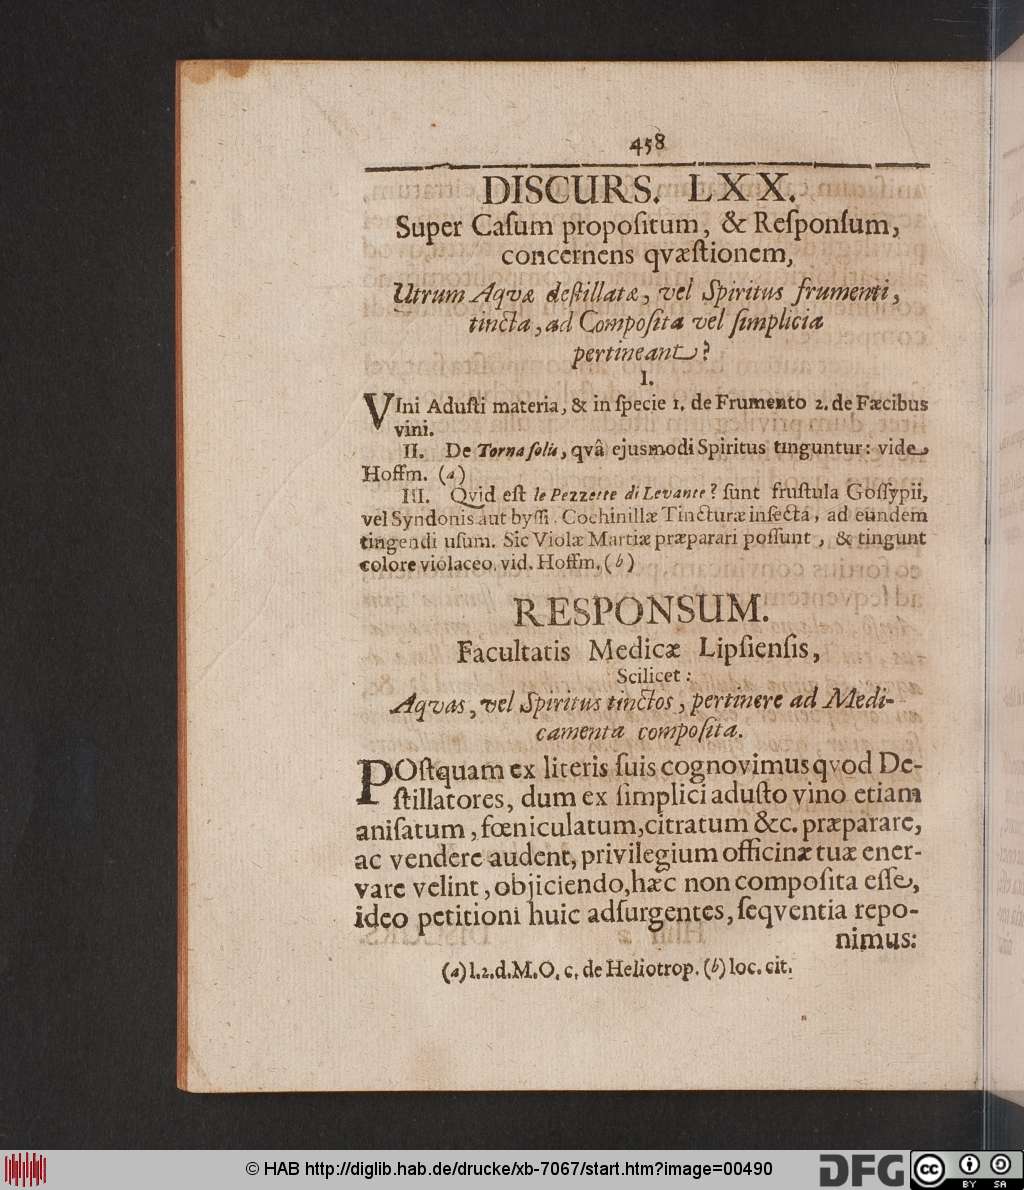 458
DISCURS. LXX.
Super Caſum propoſitum, & Reſponſum,
concernens qvæſtionem,
Utrum Aqvæ deſtillatæ, vel Spiritus frumenti,
tincta, ad Compoſita vel ſimplicia
pertineant?
I.
VIni Aduſti materia, & in ſpecie 1. de Frumento 2. de Fæcibus
vini.
II. De Torna ſolis, qvâ ejusmodi Spiritus tinguntur: vide
Hoffm. (a)
III. Qvid eſt le Pezzette di Levante? ſunt fruſtula Goſſypii,
vel Syndonis aut byſſi. Cochinillæ Tincturæ infecta, ad eundem
tingendi uſum. Sic Violæ Martiæ præparari poſſunt, & tingunt
colore violaceo. vid. Hoffm. (b)
RESPONSUM.
Facultatis Medicæ Lipſienſis,
Scilicet:
Aqvas, vel Spiritus tinctos, pertinere ad Medi-
camenta compoſita.
POſtquam ex literis ſuis cognovimus qvod De-
ſtillatores, dum ex ſimplici aduſto vino etiam
aniſatum, fœniculatum, citratum &c. præparare,
ac vendere audent, privilegium officinæ tuæ ener-
vare velint, objiciendo, hæc non compoſita eſſe,
ideo petitioni huic adſurgentes, ſeqventia repo-
nimus:
(a) l.2.d.M.O. c. de Heliotrop. (b) loc. cit.
© HAB http://diglib.hab.de/drucke/xb-7067/start.htm?image=00490
DFG cc BY SA